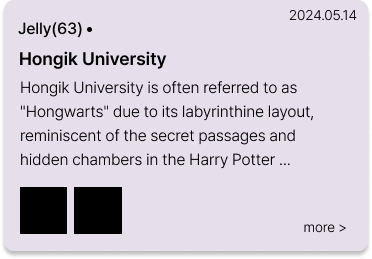 2024.05.14
Jelly(63) •
Hongik University
Hongik University is often referred to as
"Hongwarts" due to its labyrinthine layout,
reminiscent of the secret passages and
hidden chambers in the Harry Potter ...
more >